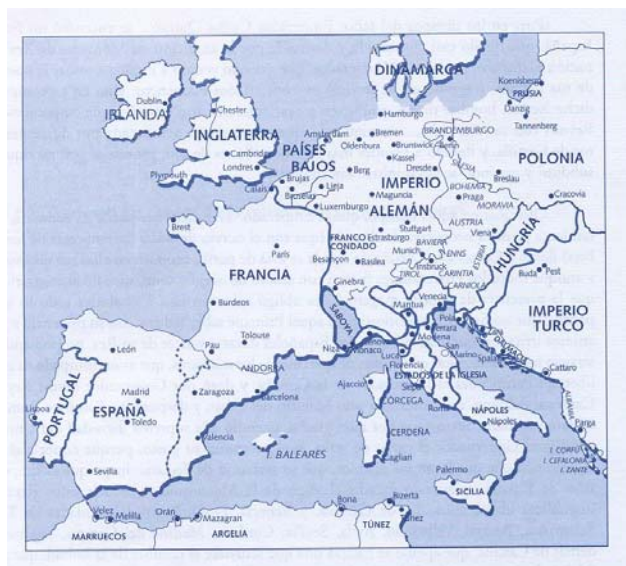 DINAMARCA
Koenisberg
PRUSIA
Danzig
Tannenberg
Dublin
IRLANDA
Chester
INGLATERRA
Cambridge
Londres
Plymouth
Calais
Hamburgo
Amsterdam
Bremen
Oldenburg
PAÍSES
BAJOS
Brunswick
Berlín
BRANDEMBURGO
Kassel
Berg
Dresde
POLONIA
Brujas
Lieja
Bruselas
IMPERIO
ALEMÁN
Maguncia
Luxemburgo
Breslau
BOHEMIA
Praga
MORAVIA
Cracovia
Brest
París
FRANCIA
Stuttgart
Estrasburgo
FRANCO
CONDADO
Besançon
Basilea
BAVIERA
Munich
AUSTRIA
Viena
ENNS
Innsbruck
TIROL
CARINTIA
CARNIOLA
ESTIRIA
HUNGRÍA
Buda
Pest
Ginebra
SABOYA
Burdeos
Venecia
Mantua
Pola
Ferrara
Módena
IMPERIO
TURCO
Zara
DALMACIA
Spalato
Cattaro
Niza
Mónaco
Luca
Florencia
San
Marino
ESTADOS DE LA IGLESIA
Siena
Roma
León
Pau
Tolouse
ANDORRA
Madrid
Toledo
Zaragoza
Barcelona
Lisboa
PORTUGAL
ESPAÑA
Valencia
Sevilla
I. BALEARES
Ajaccio
CÓRCEGA
CERDEÑA
Cagliari
NÁPOLES
Nápoles
ALBANIA
Parga
I. CORFÚ
I. CEFALONIA
I. ZANTE
Palermo
SICILIA
Velez
Melilla
Orán
Mazagran
Bona
Bizerta
Túnez
MARRUECOS
ARGELIA
TÚNEZ